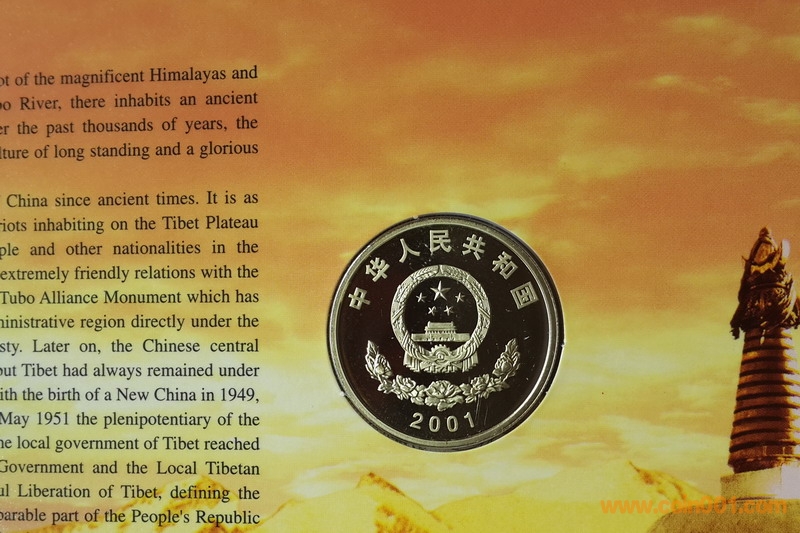 ot of the magnificent Himalayas and
bo River, there inhabits an ancient
er the past thousands of years, the
lture of long standing and a glorious
China since ancient times. It is as
riots inhabiting on the Tibet Plateau
ple and other nationalities in the
extremely friendly relations with the
Tubo Alliance Monument which has
ministrative region directly under the
sty. Later on, the Chinese central
but Tibet had always remained under
ith the birth of a New China in 1949,
May 1951 the plenipotentiary of the
he local government of Tibet reached
Government and the Local Tibetan
ul Liberation of Tibet, defining the
parable part of the People's Republic
中华人民共和国
2001